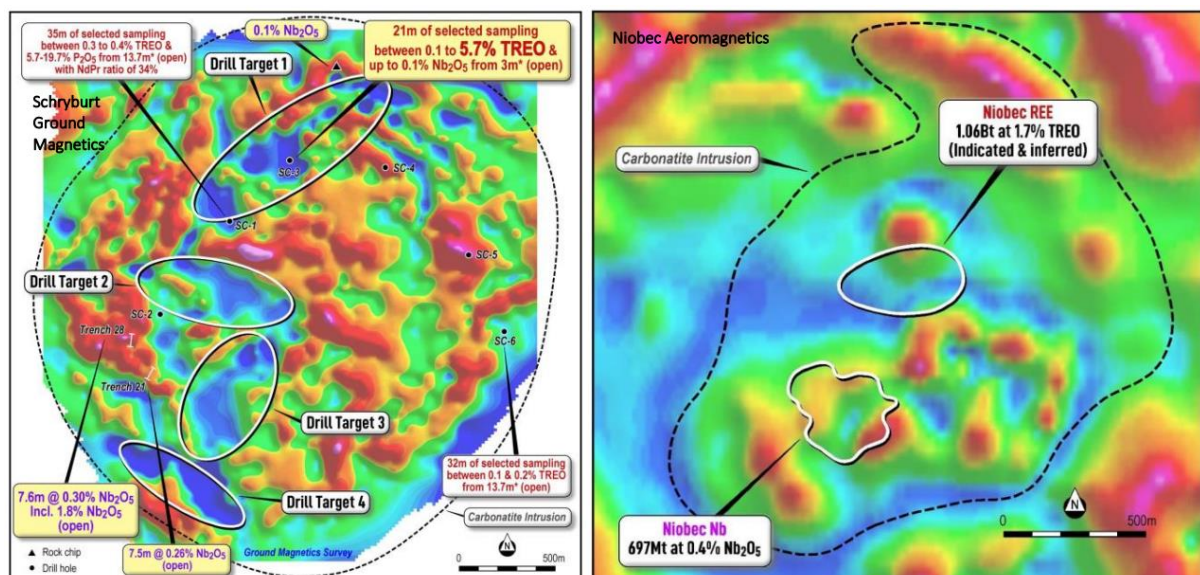 35m of selected sampling
between 0.3 to 0.4% TREO &
5.7-19.7% P₂O₅ from 13.7m* (open)
with NdPr ratio of 34%
0.1% Nb₂O₅
21m of selected sampling
between 0.1 to 5.7% TREO &
up to 0.1% Nb₂O₅ from 3m* (open)
Drill Target 1
Schryburt
Ground
Magnetics
SC-3
SC-4
SC-1
SC-5
Drill Target 2
SC-2
Trench 28
SC-6
Trench 21
Drill Target 3
32m of selected sampling
between 0.1 & 0.2% TREO
from 13.7m* (open)
7.6m @ 0.30% Nb₂O₅
Incl. 1.8% Nb₂O₅
(open)
Drill Target 4
Carbonatite Intrusion
7.5m @ 0.26% Nb₂O₅
(open)
Rock chip
Drill hole
Ground Magnetics Survey
N
0 500m
Niobec Aeromagnetics
Niobec REE
1.06Bt at 1.7% TREO
(Indicated & inferred)
Carbonatite Intrusion
Niobec Nb
697Mt at 0.4% Nb₂O₅
N
0 500m